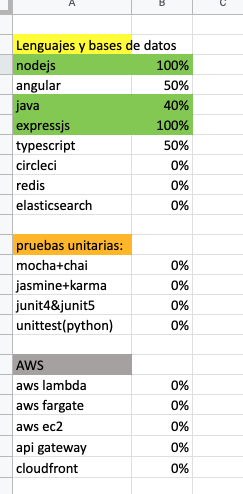 A B C
Lenguajes y bases de datos
nodejs 100%
angular 50%
java 40%
expressjs 100%
typescript 50%
circleci 0%
redis 0%
elasticsearch 0%
pruebas unitarias:
mocha+chai 0%
jasmine+karma 0%
junit4&junit5 0%
unittest(python) 0%
AWS
aws lambda 0%
aws fargate 0%
aws ec2 0%
api gateway 0%
cloudfront 0%